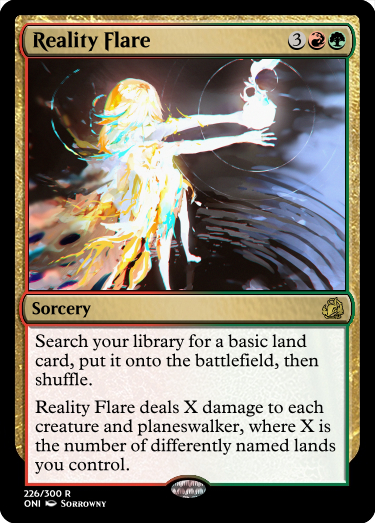 Reality Flare 3
Sorcery
Search your library for a basic land
card, put it onto the battlefield, then
shuffle.
Reality Flare deals X damage to each
creature and planeswalker, where X is
the number of differently named lands
you control.
226/300 R
ONI Sorrowny